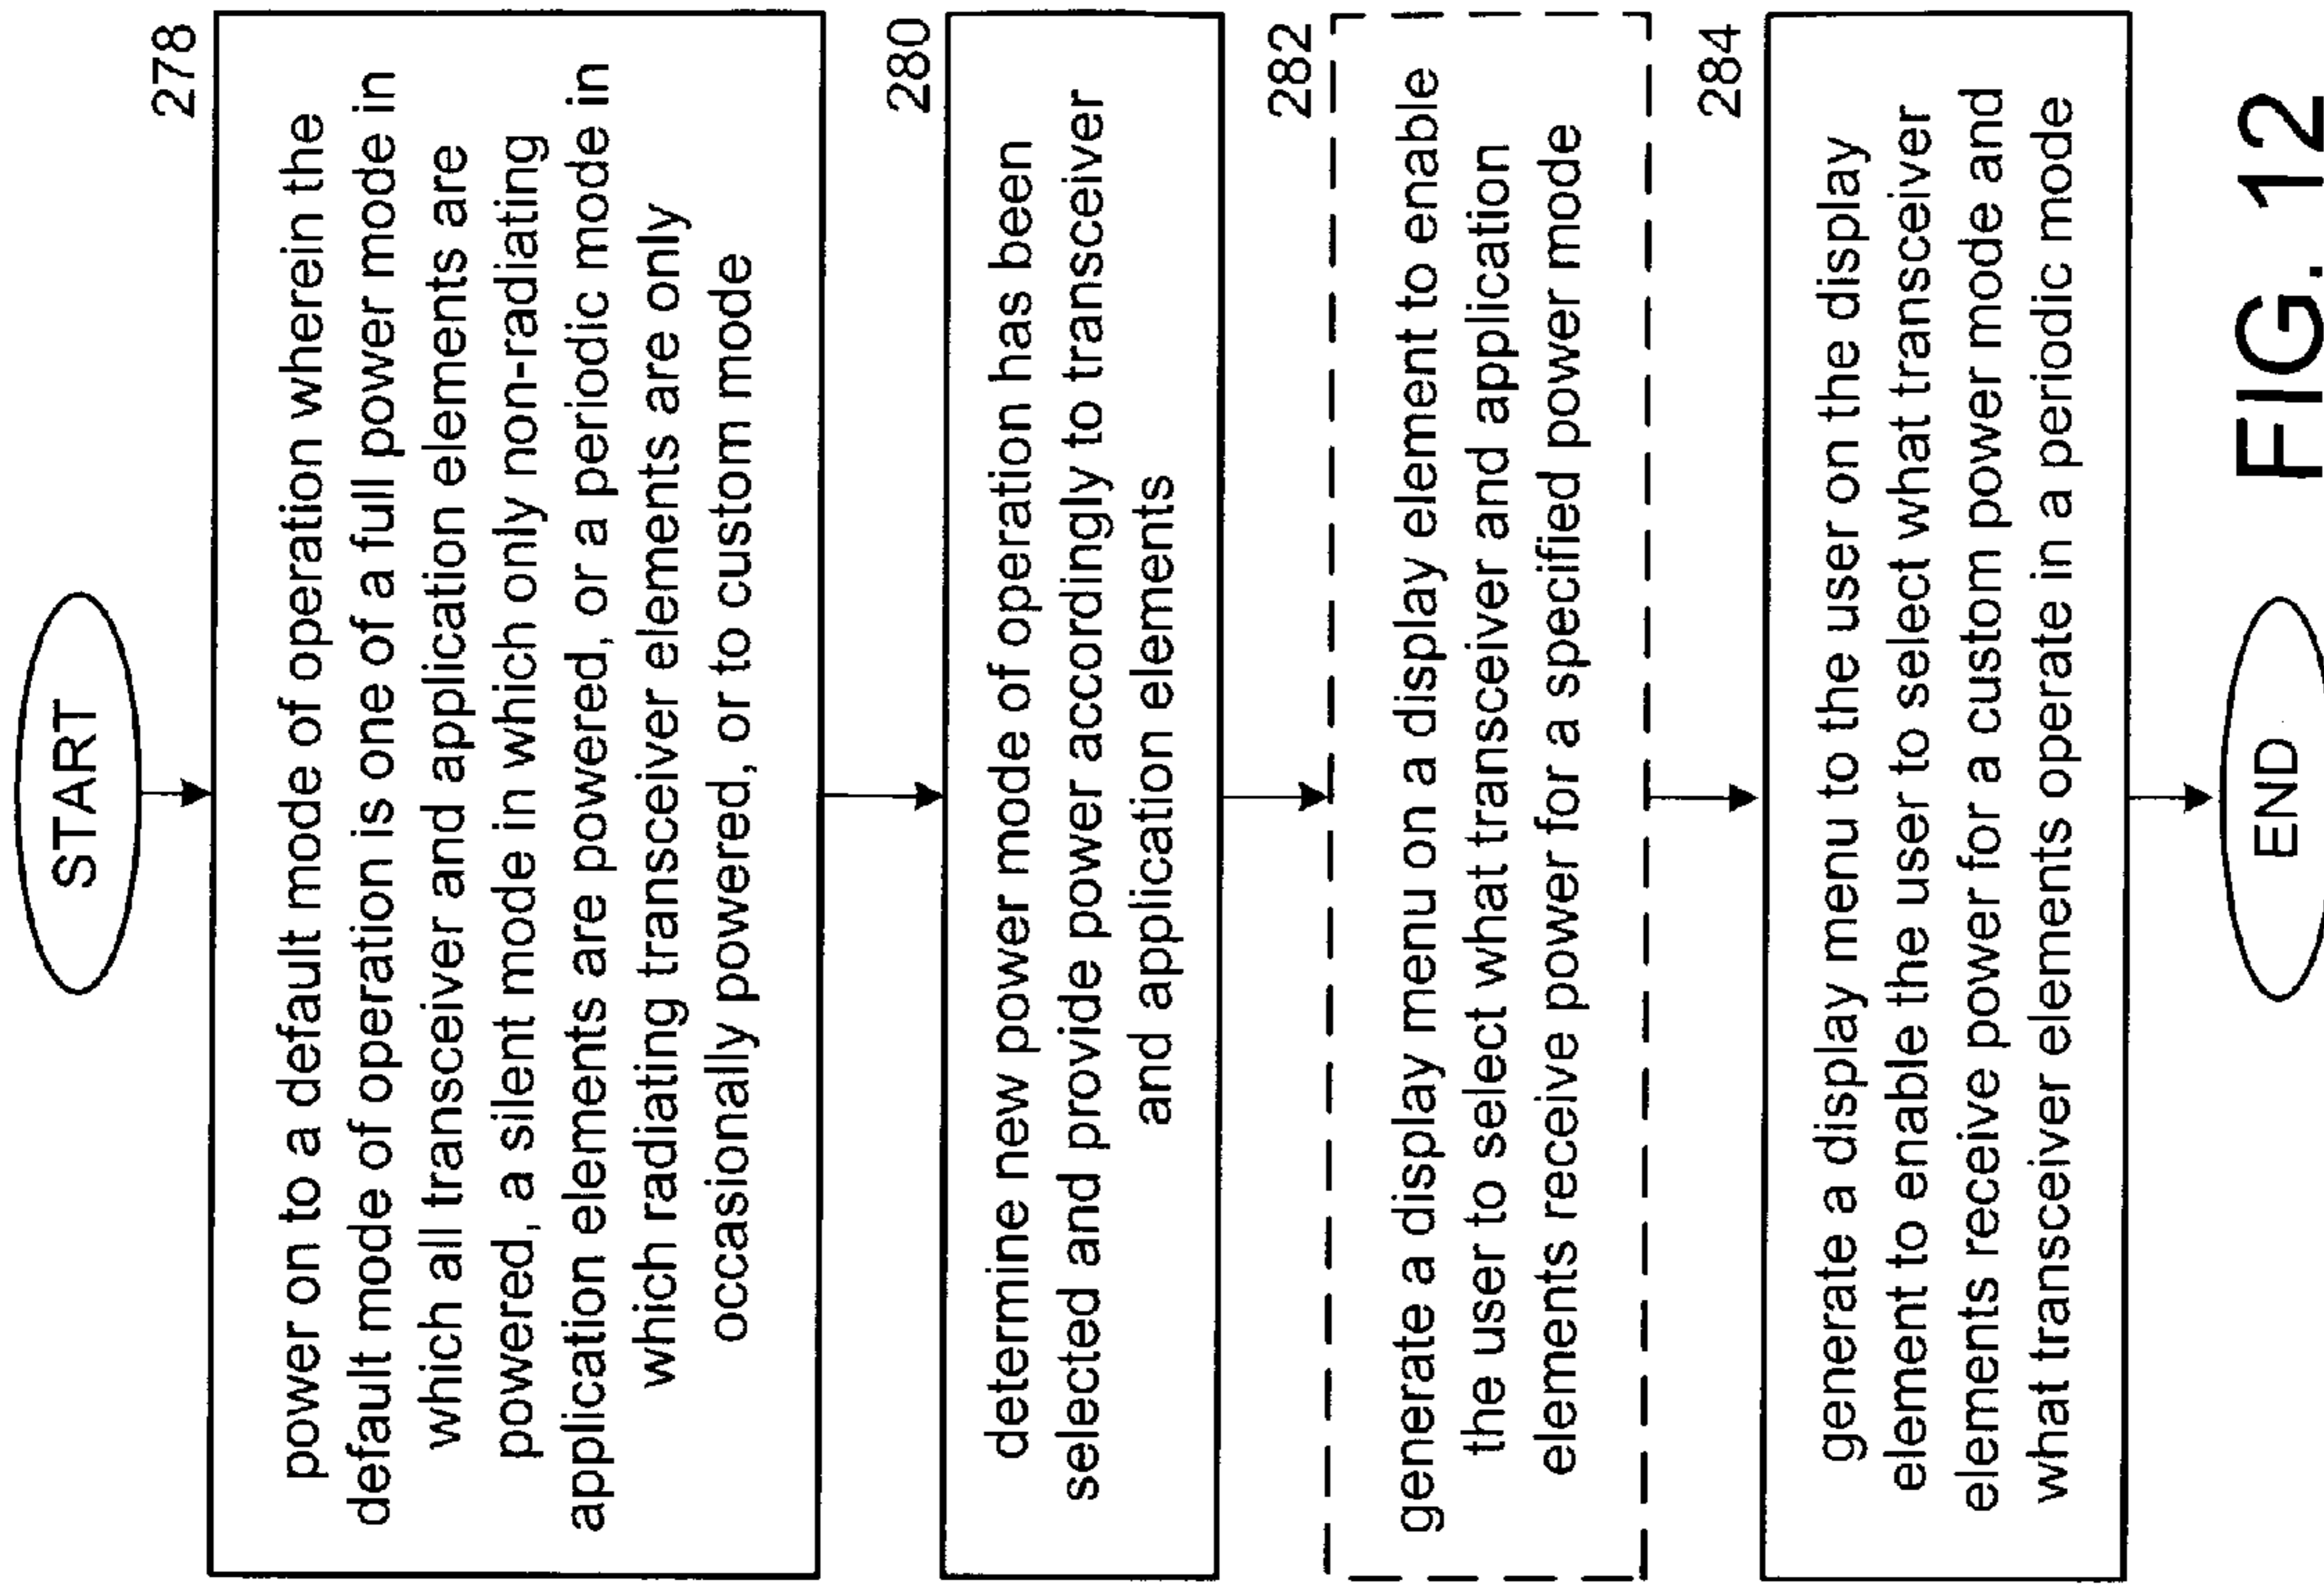 START
278
power on to a default mode of operation wherein the
default mode of operation is one of a full power mode in
which all transceiver and application elements are
powered, a silent mode in which only non-radiating
application elements are powered, or a periodic mode in
which radiating transceiver elements are only
occasionally powered, or to custom mode
280
determine new power mode of operation has been
selected and provide power accordingly to transceiver
and application elements
282
generate a display menu on a display element to enable
the user to select what transceiver and application
elements receive power for a specified power mode
284
generate a display menu to the user on the display
element to enable the user to select what transceiver
elements receive power for a custom power mode and
what transceiver elements operate in a periodic mode
END
FIG. 12